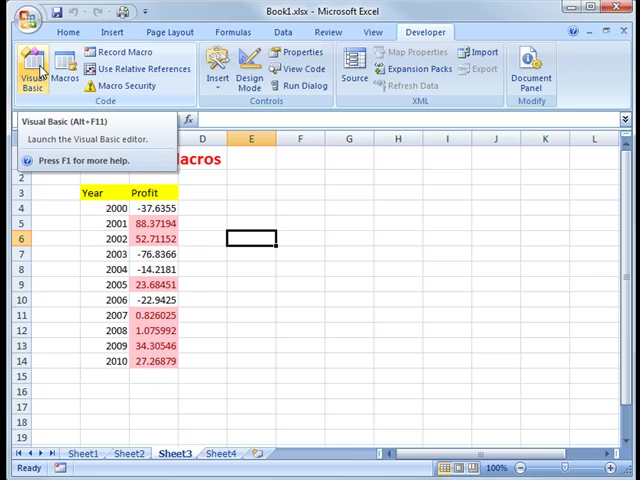 Book1.xlsx - Microsoft Excel
Home Insert Page Layout Formulas Data Review View Developer
Visual Basic
Macros
Record Macro
Use Relative References
Macro Security
Code
Insert
Design Mode
Properties
View Code
Run Dialog
Controls
Source
Map Properties
Expansion Packs
Refresh Data
Import
Export
XML
Document Panel
Modify
Visual Basic (Alt+F11)
Launch the Visual Basic editor.
Press F1 for more help.
fx
D E F G H I J K L
acros
2
3 Year Profit
4 2000 -37.6355
5 2001 88.37194
6 2002 52.71152
7 2003 -76.8366
8 2004 -14.2181
9 2005 23.68451
10 2006 -22.9425
11 2007 0.826025
12 2008 1.075992
13 2009 34.30546
14 2010 27.26879
15
16
17
18
19
Sheet1 Sheet2 Sheet3 Sheet4
Ready 100%